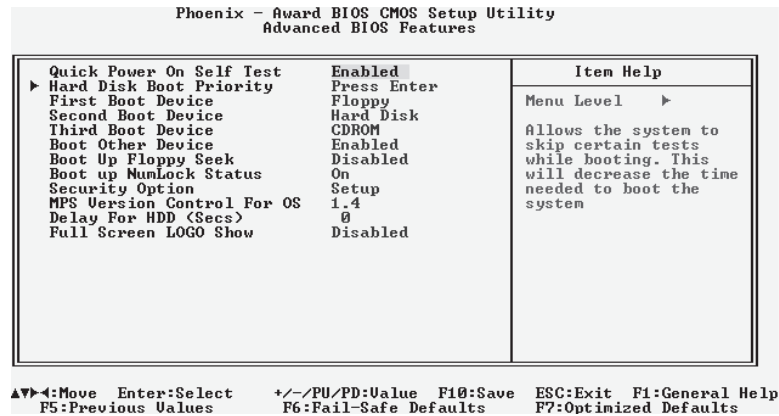 Phoenix - Award BIOS CMOS Setup Utility
Advanced BIOS Features
Quick Power On Self Test Enabled
▶ Hard Disk Boot Priority Press Enter
First Boot Device Floppy
Second Boot Device Hard Disk
Third Boot Device CDROM
Boot Other Device Enabled
Boot Up Floppy Seek Disabled
Boot up NumLock Status On
Security Option Setup
MPS Version Control For OS 1.4
Delay For HDD (Secs) 0
Full Screen LOGO Show Disabled
Item Help
Menu Level ▶
Allows the system to
skip certain tests
while booting. This
will decrease the time
needed to boot the
system
▲▼▶◀:Move Enter:Select +/-/PU/PD:Value F10:Save ESC:Exit F1:General Help
F5:Previous Values F6:Fail-Safe Defaults F7:Optimized Defaults